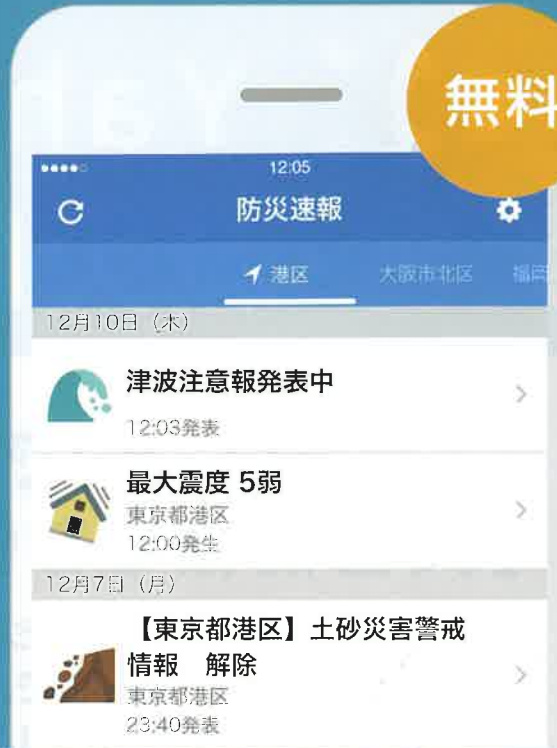 無料
12:05
防災速報
港区 大阪市北区
12月10日（木）
津波注意報発表中
12:03発表
最大震度 5弱
東京都港区
12:00発生
12月7日（月）
【東京都港区】土砂災害警戒
情報　解除
東京都港区
23:40発表